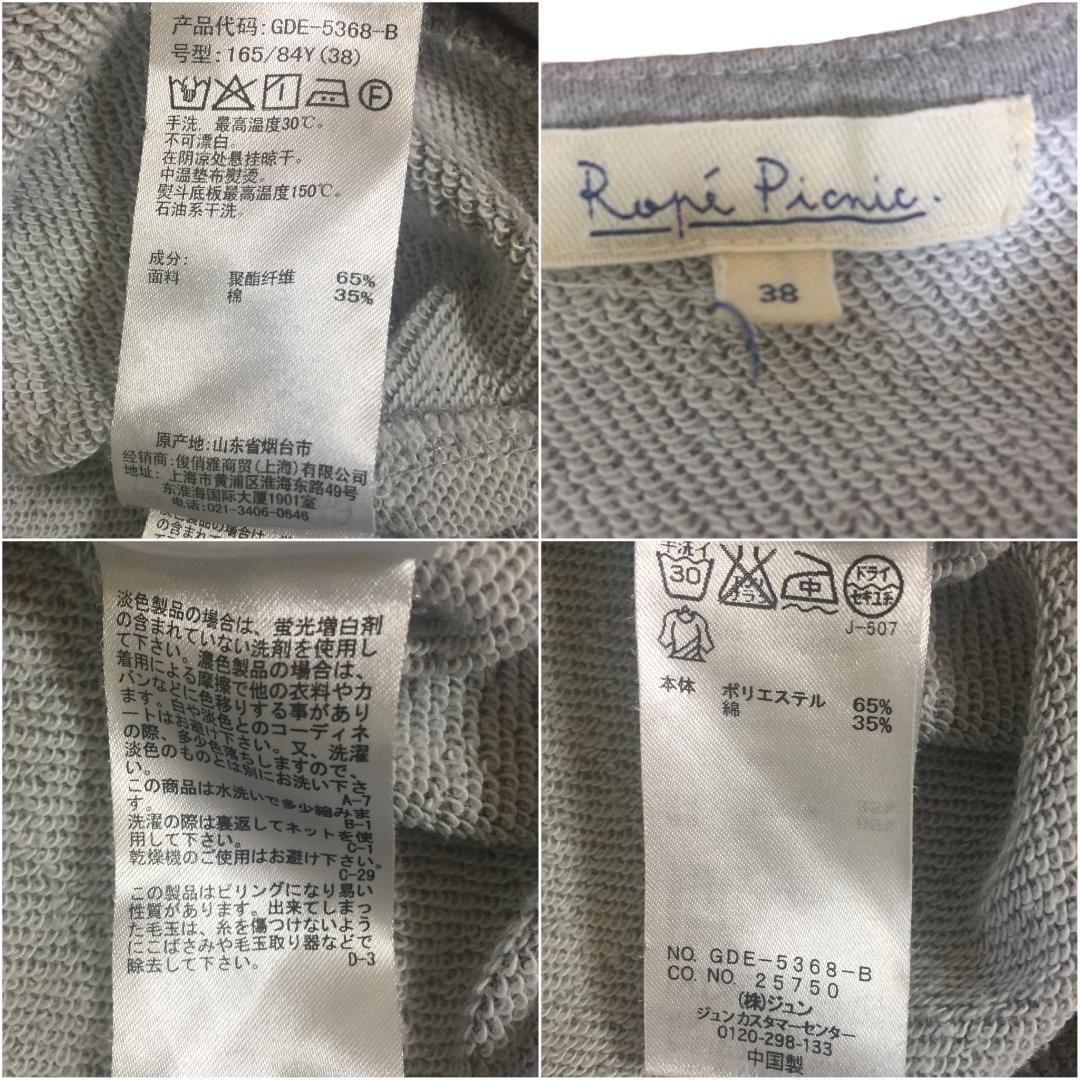 产品代码:GDE-5368-B
号型:165/84Y(38)
F
手洗，最高温度30℃。
不可漂白。
在阴凉处悬挂晾干。
中温垫布熨烫。
熨斗底板最高温度150℃。
石油系干洗。
成分:
面料 聚酯纤维 65%
棉 35%
原产地:山东省烟台市
经销商:俊俏雅商贸(上海)有限公司
地址:上海市黄浦区淮海东路49号
东淮海国际大厦1901室
电话:021-3406-0646
淡色製品の場合は、
の含まれ
Ropé Picnic.
38
淡色製品の場合は、蛍光増白剤
の含まれていない洗剤を使用し
て下さい。濃色製品の場合は、
着用による摩擦で他の衣料やカ
バンなどに色移りする事があり
ます。白や淡色とのコーディネ
ートはお避け下さい。又、洗濯
の際、多少色落ちしますので、
淡色のものとは別にお洗い下さ
い。
A-7
この商品は水洗いで多少縮みま
す。
B-1
洗濯の際は裏返してネットを使
用して下さい。
C-1
乾燥機のご使用はお避け下さい。
C-29
この製品はピリングになり易い
性質があります。出来てしまっ
た毛玉は、糸を傷つけないよう
にこばさみや毛玉取り器などで
除去して下さい。
D-3
手洗イ
30
エンソ
サラシ
中
ドライ
セキユ系
J-507
本体 ポリエステル 65%
綿 35%
NO. GDE-5368-B
CO. NO. 25750
(株)ジュン
ジュンカスタマーセンター
0120-298-133
中国製